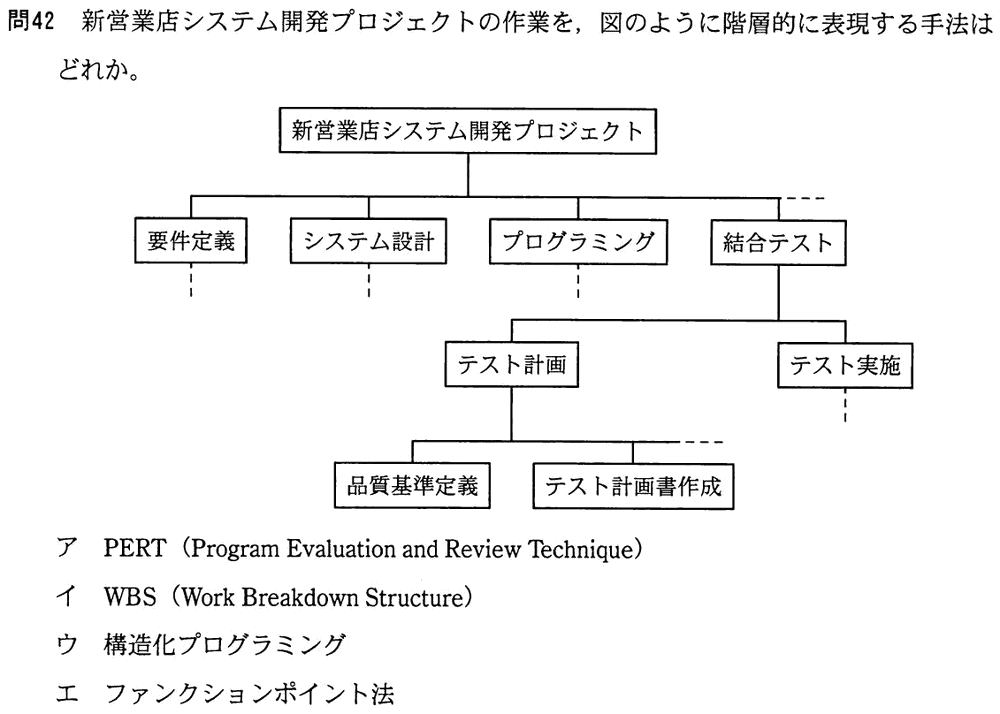 問42 新営業店システム開発プロジェクトの作業を，図のように階層的に表現する手法は
どれか。
新営業店システム開発プロジェクト
要件定義 システム設計 プログラミング 結合テスト
テスト計画 テスト実施
品質基準定義 テスト計画書作成
ア PERT（Program Evaluation and Review Technique）
イ WBS（Work Breakdown Structure）
ウ 構造化プログラミング
エ ファンクションポイント法